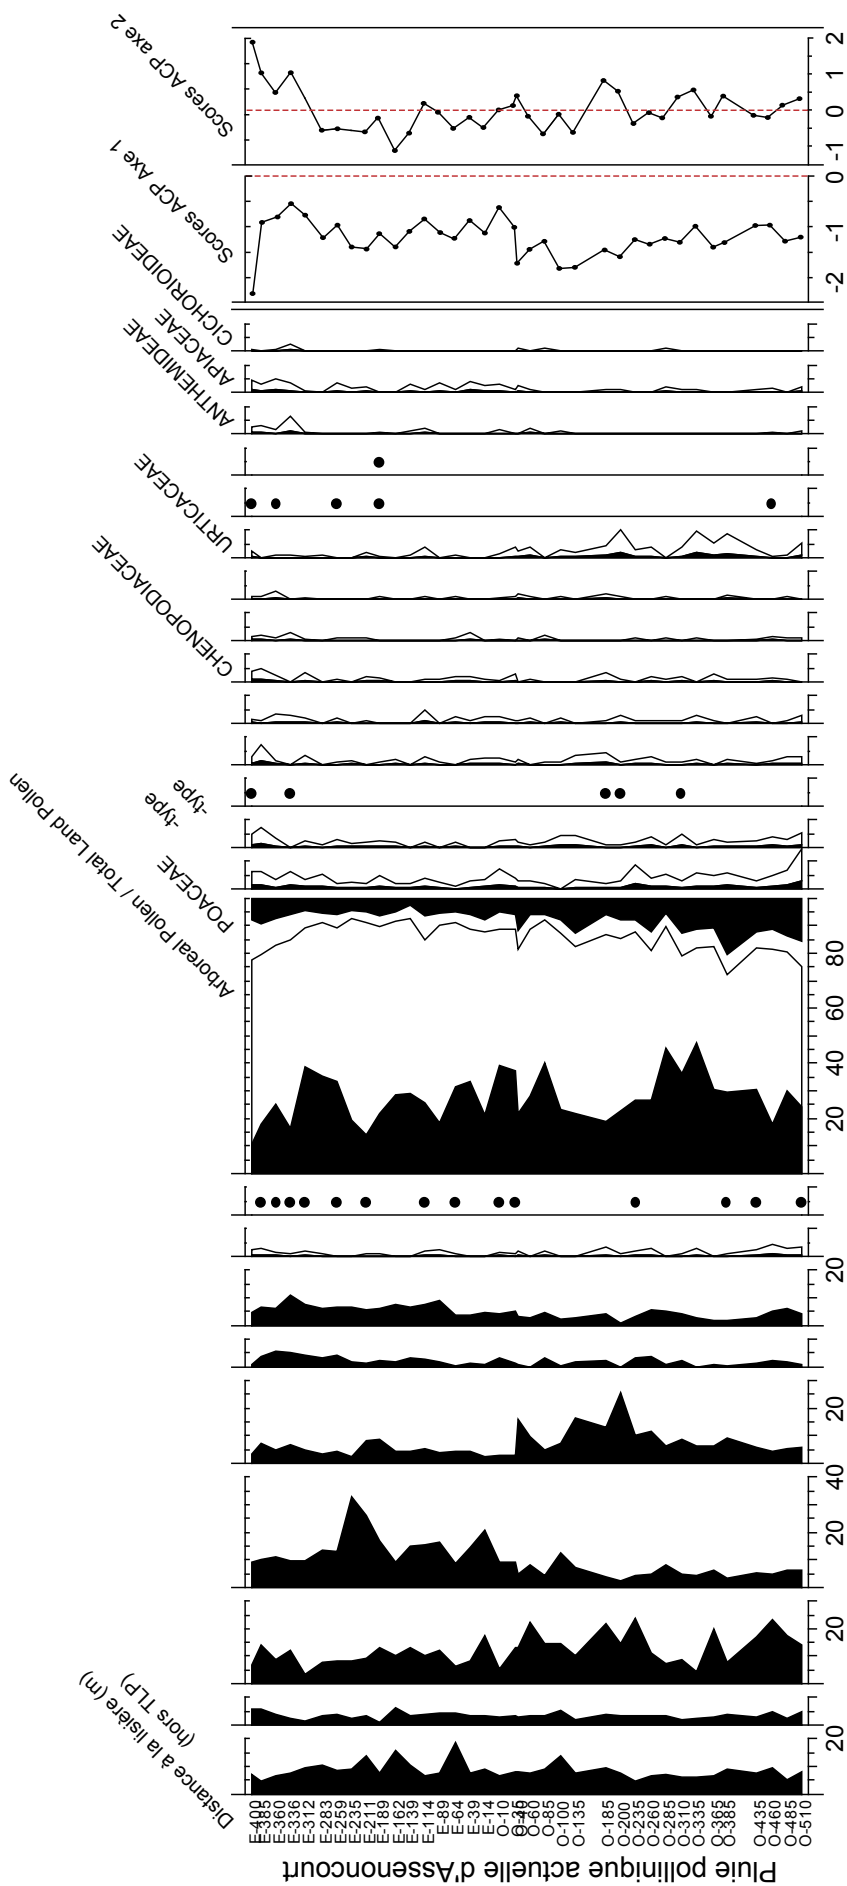 Pluie pollinique actuelle d'Assenoncourt
Distance à la lisière (m)
(hors TLP)
Arboreal Pollen / Total Land Pollen
POACEAE
-type
-type
CHENOPODIACEAE
URTICACEAE
ANTHEMIDEAE
APIACEAE
CICHORIOIDEAE
Scores ACP Axe 1
Scores ACP axe 2
E-400
E-385
E-360
E-336
E-312
E-283
E-259
E-235
E-211
E-189
E-162
E-139
E-114
E-89
E-64
E-39
E-14
O-10
O-60
O-85
O-100
O-135
O-185
O-200
O-235
O-260
O-285
O-310
O-335
O-365
O-385
O-435
O-460
O-485
O-510
20
20
20
40
20
20
20
40
60
80
-2
-1
0
-1
0
1
2